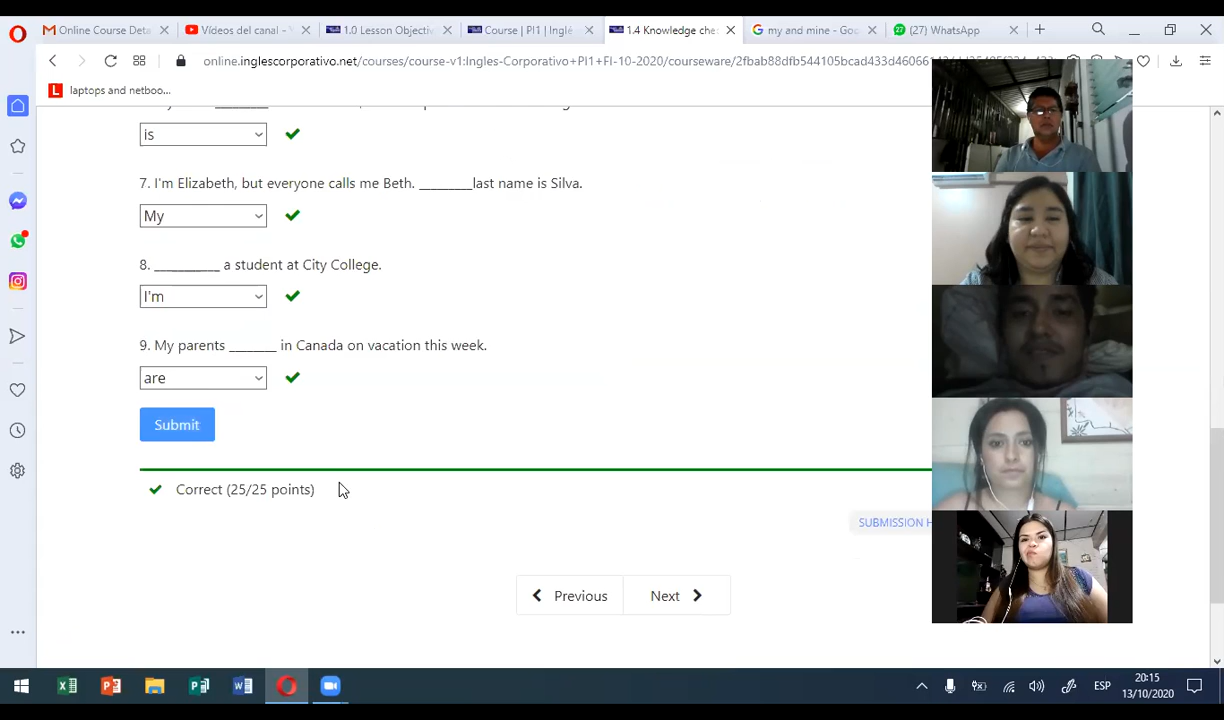 Online Course Deta
Vídeos del canal - Y
1.0 Lesson Objectiv
Course | PI1 | Inglé
1.4 Knowledge che
my and mine - Goo
(27) WhatsApp
online.inglescorporativo.net/courses/course-v1:Ingles-Corporativo+PI1+FI-10-2020/courseware/2fbab88dfb544105bcad433d4606
laptops and netboo...
is
7. I'm Elizabeth, but everyone calls me Beth. ________last name is Silva.
My
8. __________ a student at City College.
I'm
9. My parents _______ in Canada on vacation this week.
are
Submit
Correct (25/25 points)
SUBMISSION H
Previous
Next
ESP
20:15
13/10/2020